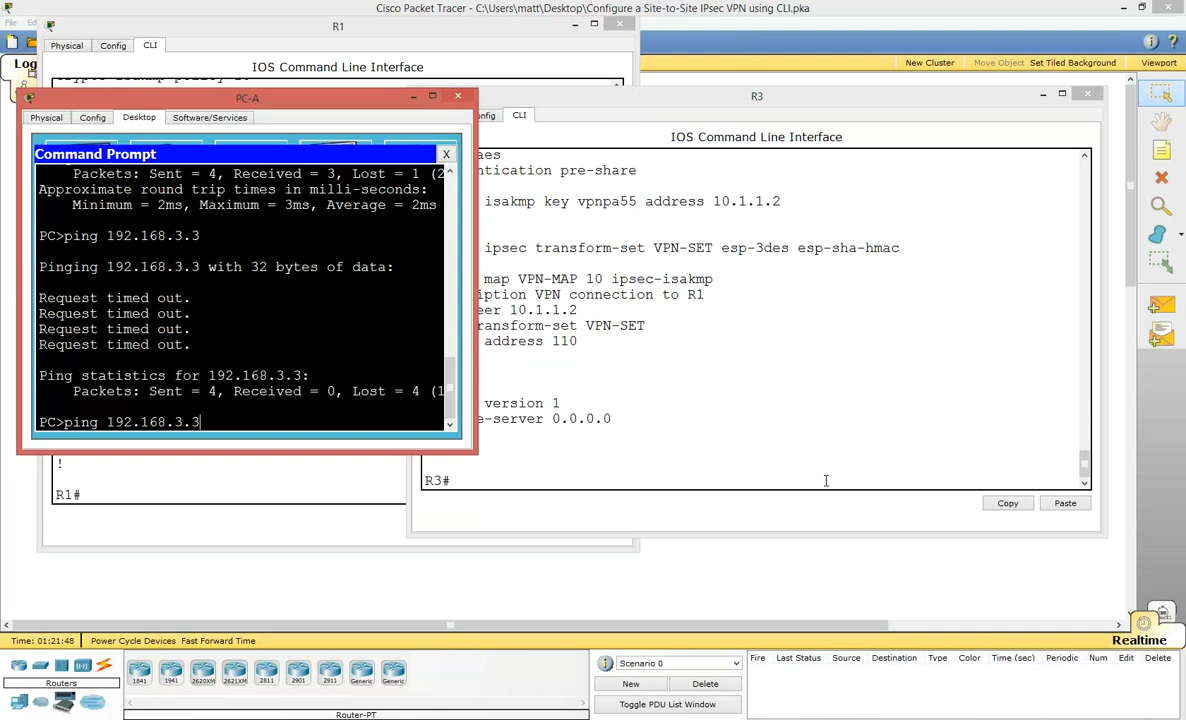 Cisco Packet Tracer - C:\Users\matt\Desktop\Configure a Site-to-Site IPsec VPN using CLI.pka
File Ed
R1
Physical Config CLI
IOS Command Line Interface
Log
New Cluster Move Object Set Tiled Background Viewport
PC-A
Physical Config Desktop Software/Services
Command Prompt X
Packets: Sent = 4, Received = 3, Lost = 1 (2
Approximate round trip times in milli-seconds:
Minimum = 2ms, Maximum = 3ms, Average = 2ms
PC>ping 192.168.3.3
Pinging 192.168.3.3 with 32 bytes of data:
Request timed out.
Request timed out.
Request timed out.
Request timed out.
Ping statistics for 192.168.3.3:
Packets: Sent = 4, Received = 0, Lost = 4 (1
PC>ping 192.168.3.3
!
R1#
R3
nfig CLI
IOS Command Line Interface
aes
ntication pre-share
isakmp key vpnpa55 address 10.1.1.2
ipsec transform-set VPN-SET esp-3des esp-sha-hmac
map VPN-MAP 10 ipsec-isakmp
iption VPN connection to R1
eer 10.1.1.2
ransform-set VPN-SET
address 110
version 1
e-server 0.0.0.0
R3#
Copy Paste
Time: 01:21:48 Power Cycle Devices Fast Forward Time
Realtime
Routers
1841 1941 2620XM 2621XM 2811 2901 2911 Generic Generic
Router-PT
Scenario 0
New Delete
Toggle PDU List Window
Fire Last Status Source Destination Type Color Time (sec) Periodic Num Edit Delete